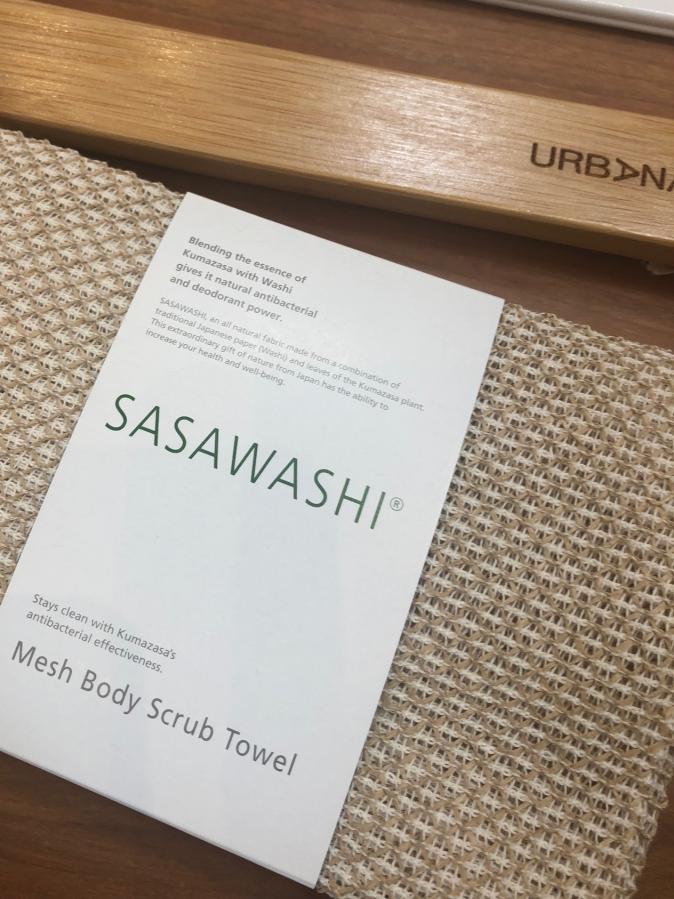 URBAN
Blending the essence of
Kumazasa with Washi
gives it natural antibacterial
and deodorant power.
SASAWASHI, an all natural fabric made from a combination of
traditional Japanese paper (Washi) and leaves of the Kumazasa plant.
This extraordinary gift of nature from Japan has the ability to
increase your health and well-being.
SASAWASHI®
Stays clean with Kumazasa's
antibacterial effectiveness.
Mesh Body Scrub Towel